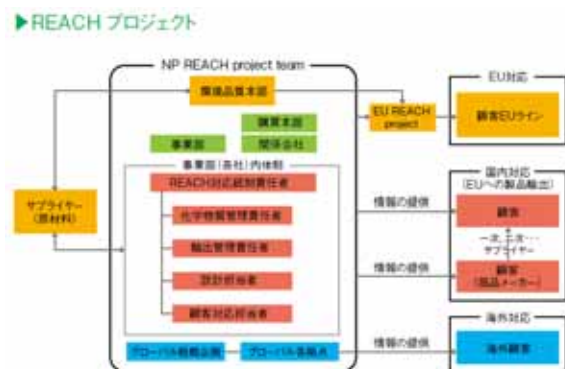 ▶REACH プロジェクト
NP REACH project team
環境品質本部
購買本部
事業部
関係会社
事業部(各社)内体制
REACH対応統制責任者
化学物質管理責任者
輸出管理責任者
設計担当者
顧客対応担当者
グローバル戦略企画
グローバル各拠点
サプライヤー
(原材料)
EU REACH
project
EU対応
顧客EUライン
情報の提供
国内対応
(EUへの製品輸出)
顧客
一次、二次…
サプライヤー
情報の提供
顧客
(部品メーカー)
情報の提供
海外対応
海外顧客